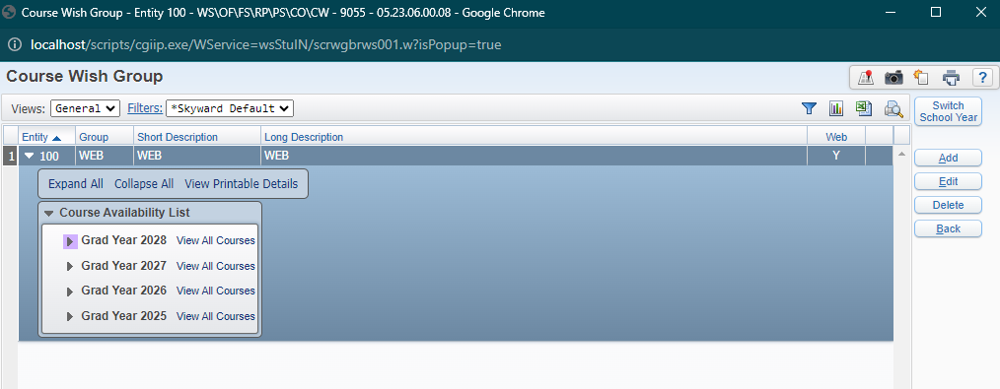 Course Wish Group - Entity 100 - WS\OF\FS\RP\PS\CO\CW - 9055 - 05.23.06.00.08 - Google Chrome
localhost/scripts/cgiip.exe/WService=wsStuIN/scrwgbrws001.w?isPopup=true
Course Wish Group
?
Views: General Filters: *Skyward Default
Switch School Year
Entity Group Short Description Long Description Web
1 100 WEB WEB WEB Y
Add
Edit
Delete
Back
Expand All Collapse All View Printable Details
Course Availability List
Grad Year 2028 View All Courses
Grad Year 2027 View All Courses
Grad Year 2026 View All Courses
Grad Year 2025 View All Courses